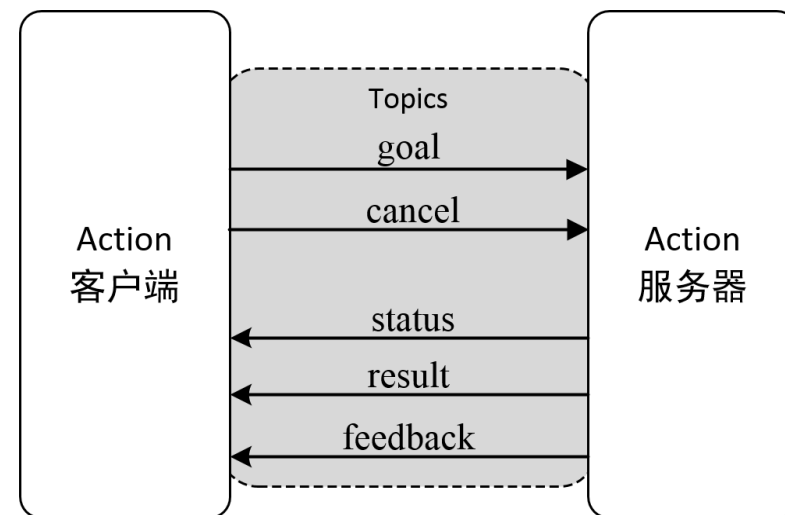 Topics
goal
cancel
Action
客户端
Action
服务器
status
result
feedback